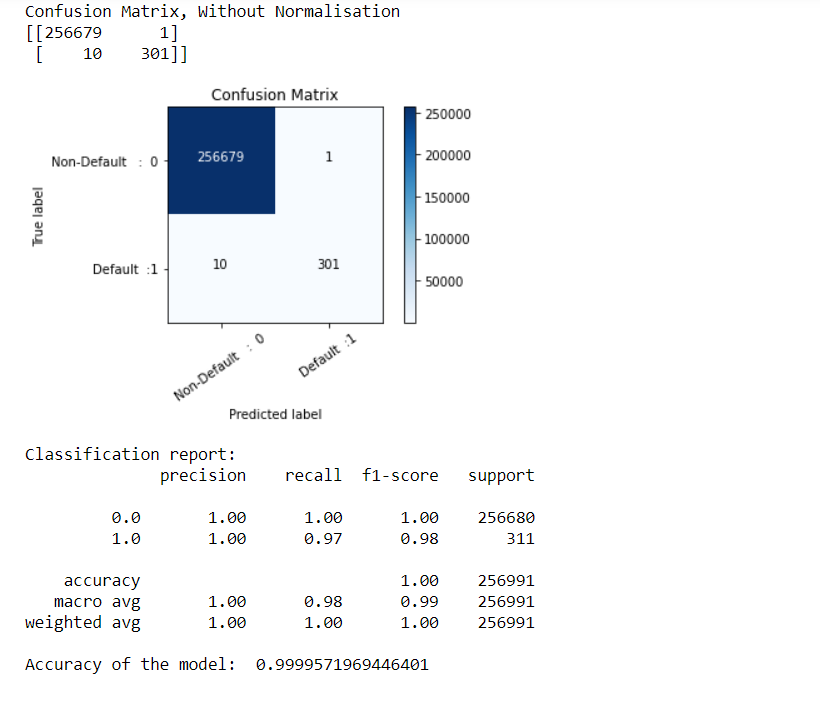 Confusion Matrix, Without Normalisation
[[256679      1]
 [    10    301]]
Confusion Matrix
250000
200000
150000
100000
50000
True label
Non-Default : 0
Default :1
256679 1
10 301
Non-Default : 0
Default :1
Predicted label
Classification report:
precision recall f1-score support
0.0 1.00 1.00 1.00 256680
1.0 1.00 0.97 0.98 311
accuracy 1.00 256991
macro avg 1.00 0.98 0.99 256991
weighted avg 1.00 1.00 1.00 256991
Accuracy of the model: 0.9999571969446401